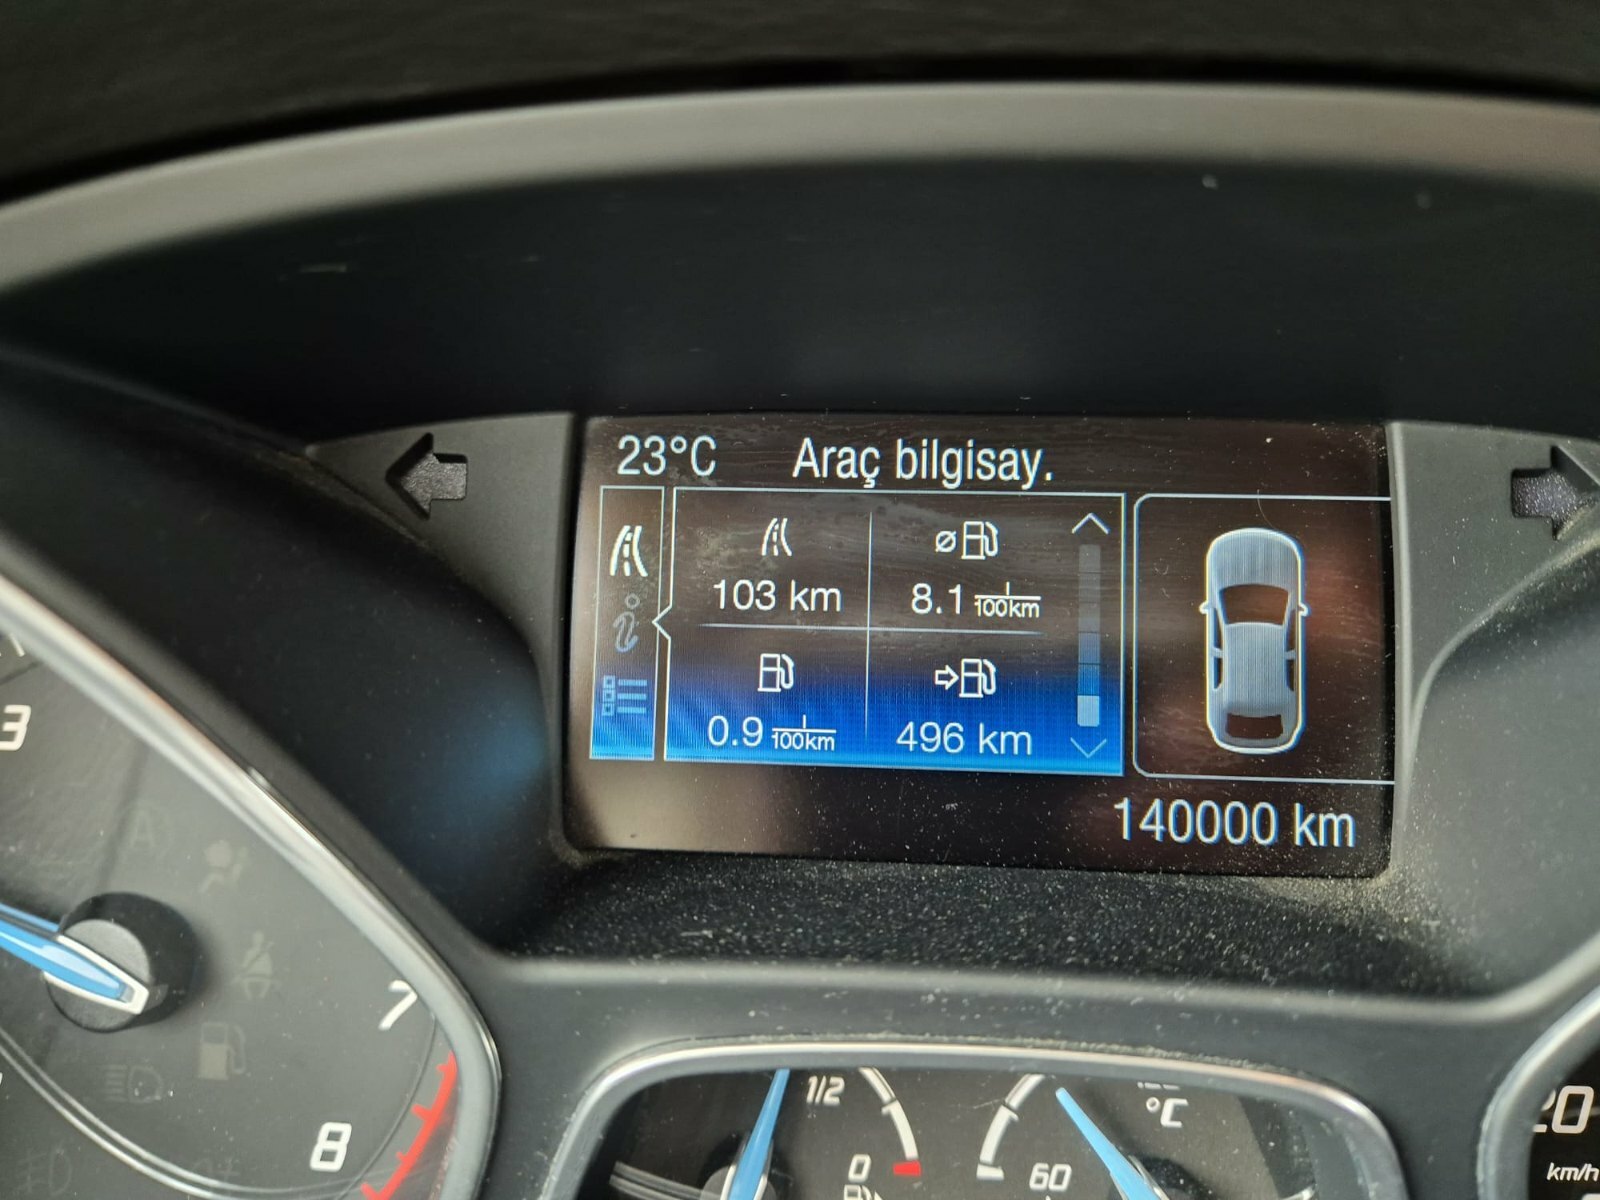 23°C Araç bilgisay.
103 km
ø 8.1 l/100km
0.9 l/100km
496 km
140000 km
3
7
8
1/2
0
°C
60
20
km/h